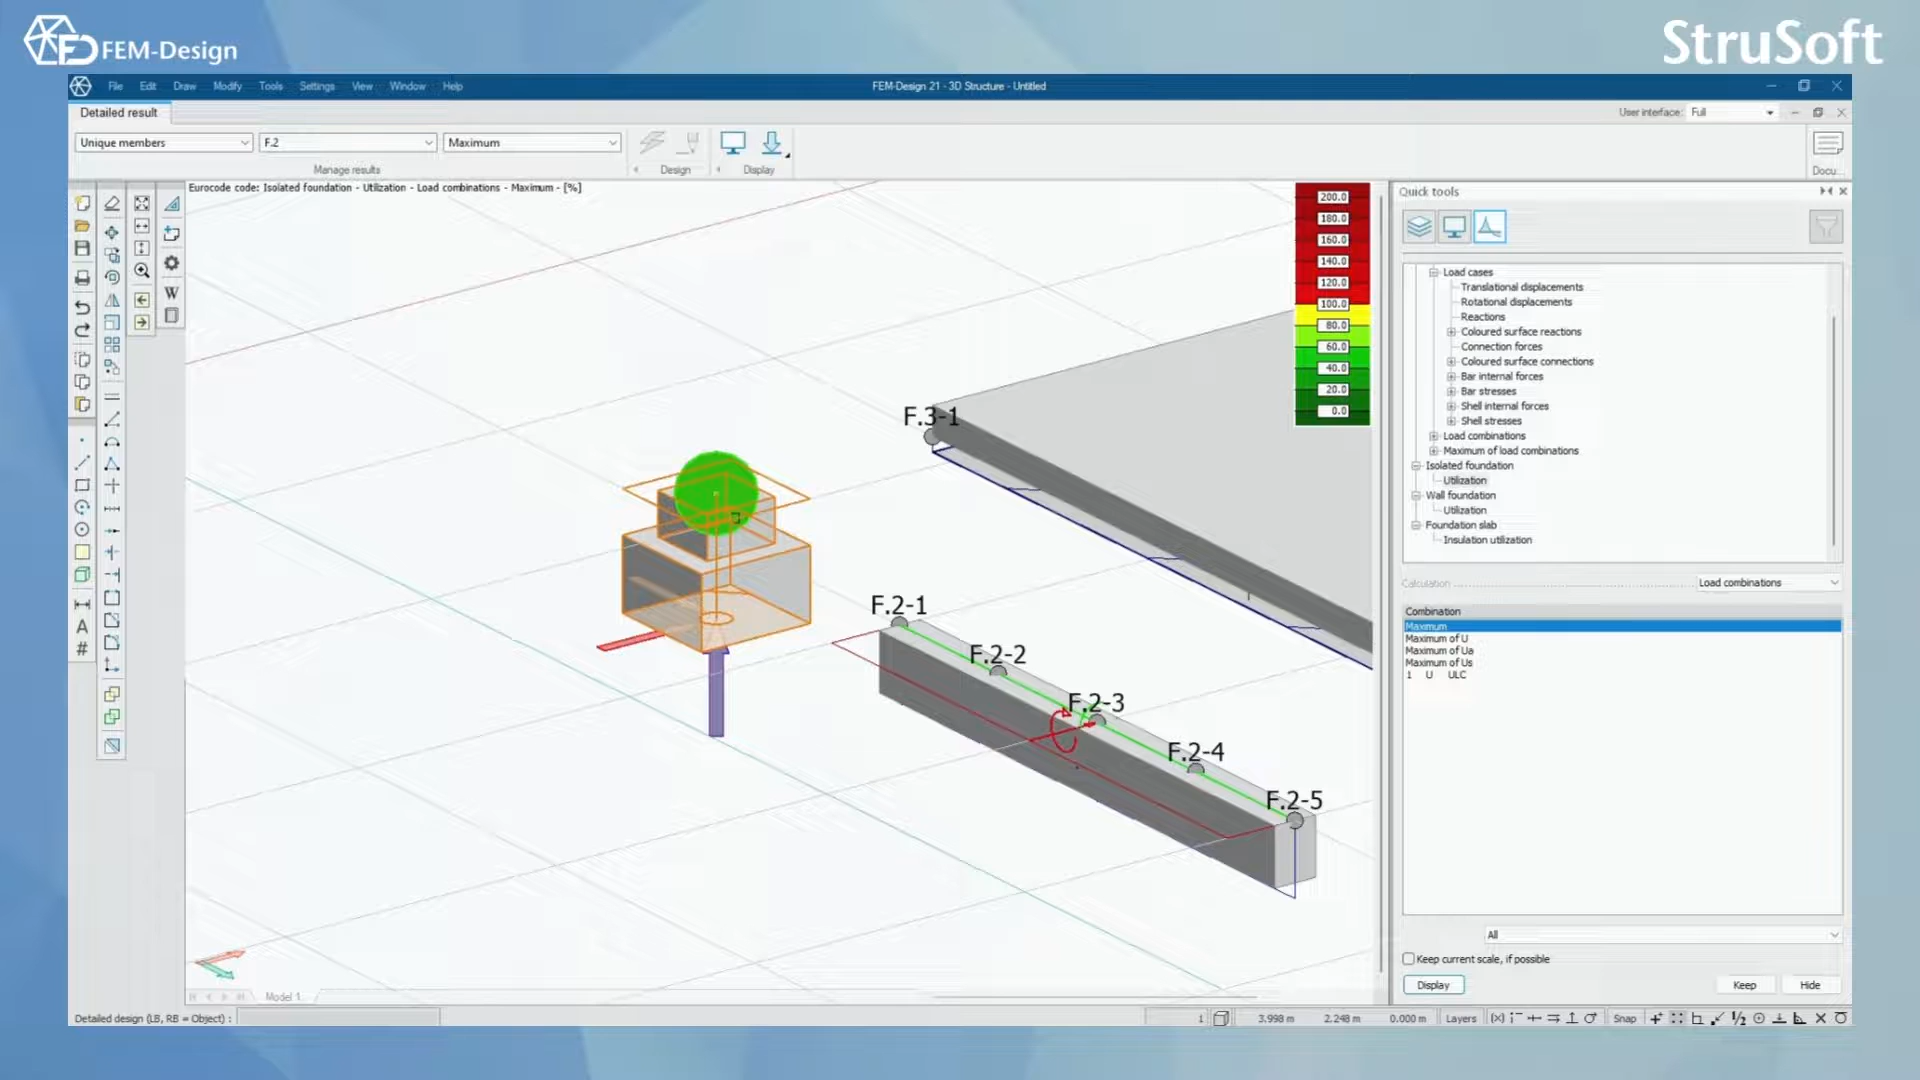 FEM-Design
StruSoft
File Edit Draw Modify Tools Settings View Window Help
FEM-Design 21 - 3D Structure - Untitled
Detailed result
User interface: Full
Unique members
F.2
Maximum
Manage results
Design
Display
Docu...
Eurocode code: Isolated foundation - Utilization - Load combinations - Maximum - [%]
200.0
180.0
160.0
140.0
120.0
100.0
80.0
60.0
40.0
20.0
0.0
F.3-1
F.2-1
F.2-2
F.2-3
F.2-4
F.2-5
Quick tools
Load cases
Translational displacements
Rotational displacements
Reactions
Coloured surface reactions
Connection forces
Coloured surface connections
Bar internal forces
Bar stresses
Shell internal forces
Shell stresses
Load combinations
Maximum of load combinations
Isolated foundation
Utilization
Wall foundation
Utilization
Foundation slab
Insulation utilization
Calculation
Load combinations
Combination
Maximum
Maximum of U
Maximum of Ua
Maximum of Us
1 U ULC
All
Keep current scale, if possible
Display
Keep
Hide
Model 1
Detailed design (LB, RB = Object) :
1
3.998 m 2.248 m 0.000 m
Layers
Snap
W
A
#
1/2